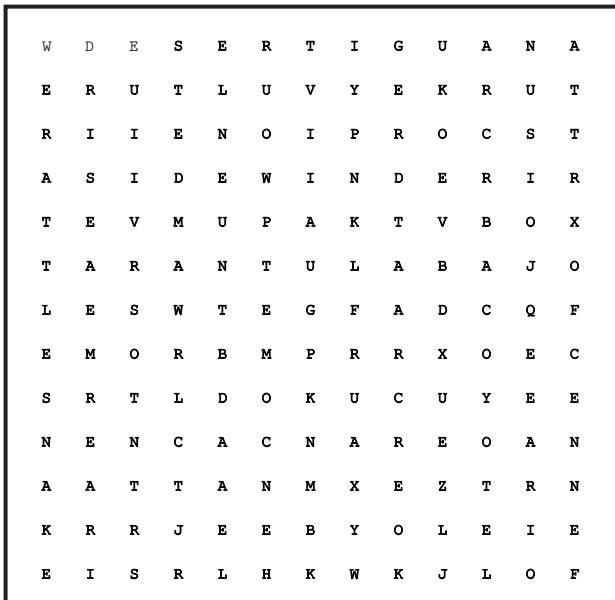 W D E S E R T I G U A N A
E R U T L U V Y E K R U T
R I I E N O I P R O C S T
A S I D E W I N D E R I R
T E V M U P A K T V B O X
T A R A N T U L A B A J O
L E S W T E G F A D C Q F
E M O R B M P R R X O E C
S R T L D O K U C U Y E E
N E N C A C N A R E O A N
A A T T A N M X E Z T R N
K R R J E E B Y O L E I E
E I S R L H K W K J L O F